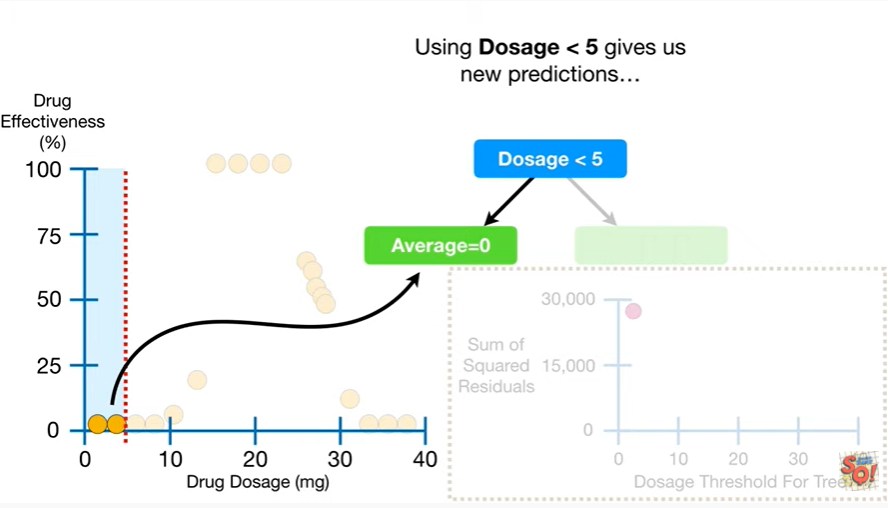 Using Dosage < 5 gives us
new predictions…
Drug
Effectiveness
(%)
100
75
50
25
0
0
10
20
30
40
Drug Dosage (mg)
Dosage < 5
Average=0
30,000
15,000
0
Sum of
Squared
Residuals
0
10
20
30
Dosage Threshold For Tree
SQ!